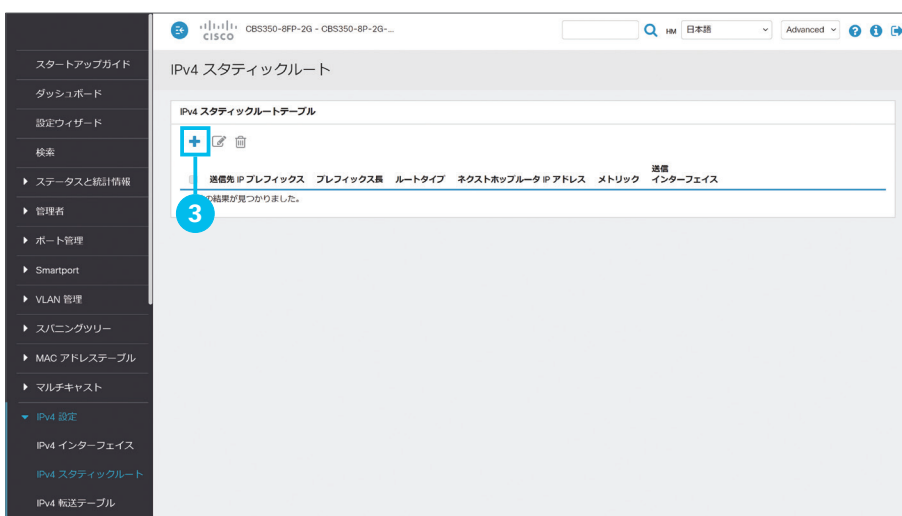 CISCO
CBS350-8FP-2G - CBS350-8P-2G-...
HM 日本語 Advanced
スタートアップガイド
ダッシュボード
設定ウィザード
検索
ステータスと統計情報
管理者
ポート管理
Smartport
VLAN 管理
スパニングツリー
MAC アドレステーブル
マルチキャスト
IPv4 設定
IPv4 インターフェイス
IPv4 スタティックルート
IPv4 転送テーブル
IPv4 スタティックルート
IPv4 スタティックルートテーブル
送信先 IP プレフィックス プレフィックス長 ルートタイプ ネクストホップルータ IP アドレス メトリック 送信
インターフェイス
の結果が見つかりました。
3